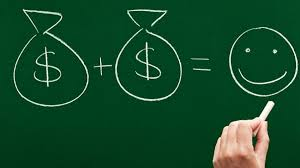 $ + $ =